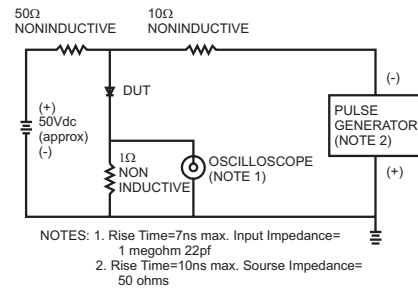 50Ω
NONINDUCTIVE
10Ω
NONINDUCTIVE
(+)
50Vdc
(approx)
(-)
DUT
1Ω
NON
INDUCTIVE
OSCILLOSCOPE
(NOTE 1)
(-)
PULSE
GENERATOR
(NOTE 2)
(+)
NOTES: 1. Rise Time=7ns max. Input Impedance=
1 megohm 22pf
2. Rise Time=10ns max. Sourse Impedance=
50 ohms